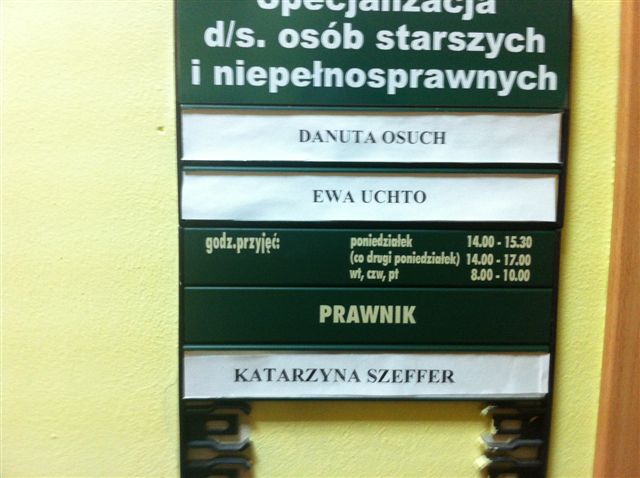 Specjalizacja
d/s. osób starszych
i niepełnosprawnych
DANUTA OSUCH
EWA UCHTO
godz.przyjęć: poniedziałek 14.00 - 15.30
(co drugi poniedziałek) 14.00 - 17.00
wt, czw, pt 8.00 - 10.00
PRAWNIK
KATARZYNA SZEFFER